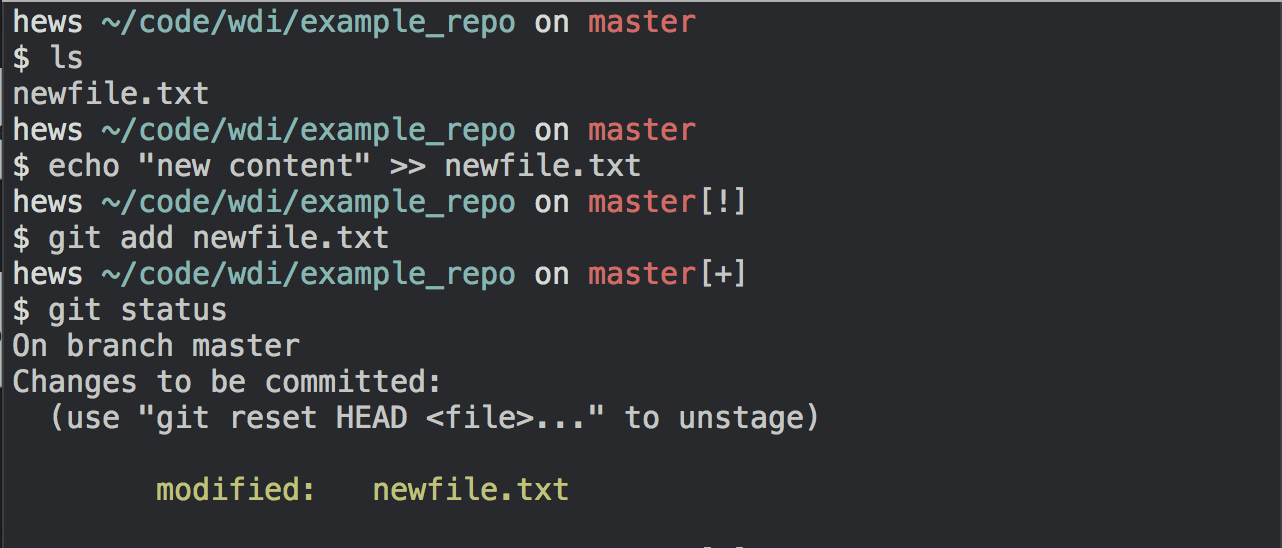 hews ~/code/wdi/example_repo on master
$ ls
newfile.txt
hews ~/code/wdi/example_repo on master
$ echo "new content" >> newfile.txt
hews ~/code/wdi/example_repo on master[!]
$ git add newfile.txt
hews ~/code/wdi/example_repo on master[+]
$ git status
On branch master
Changes to be committed:
  (use "git reset HEAD <file>..." to unstage)

        modified:   newfile.txt